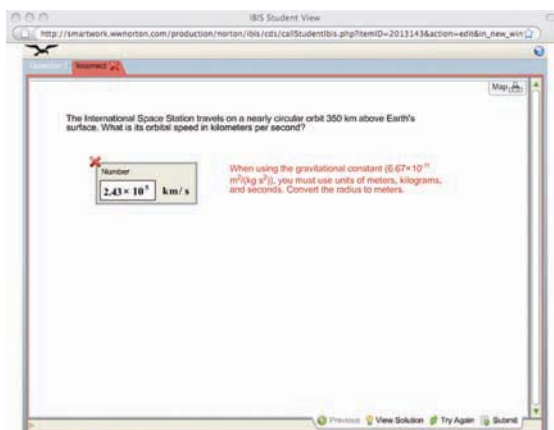 IBIS Student View
http://smartwork.wwnorton.com/production/norton/ibis/cds/callStudentIbis.php?itemID=2013143&action=edit&in_new_win
Question 1 Incorrect
Map
The International Space Station travels on a nearly circular orbit 350 km above Earth's
surface. What is its orbital speed in kilometers per second?
Number
2.43 × 10⁵ km/s
When using the gravitational constant (6.67×10⁻¹¹
m³/(kg s²)), you must use units of meters, kilograms,
and seconds. Convert the radius to meters.
Previous View Solution Try Again Submit